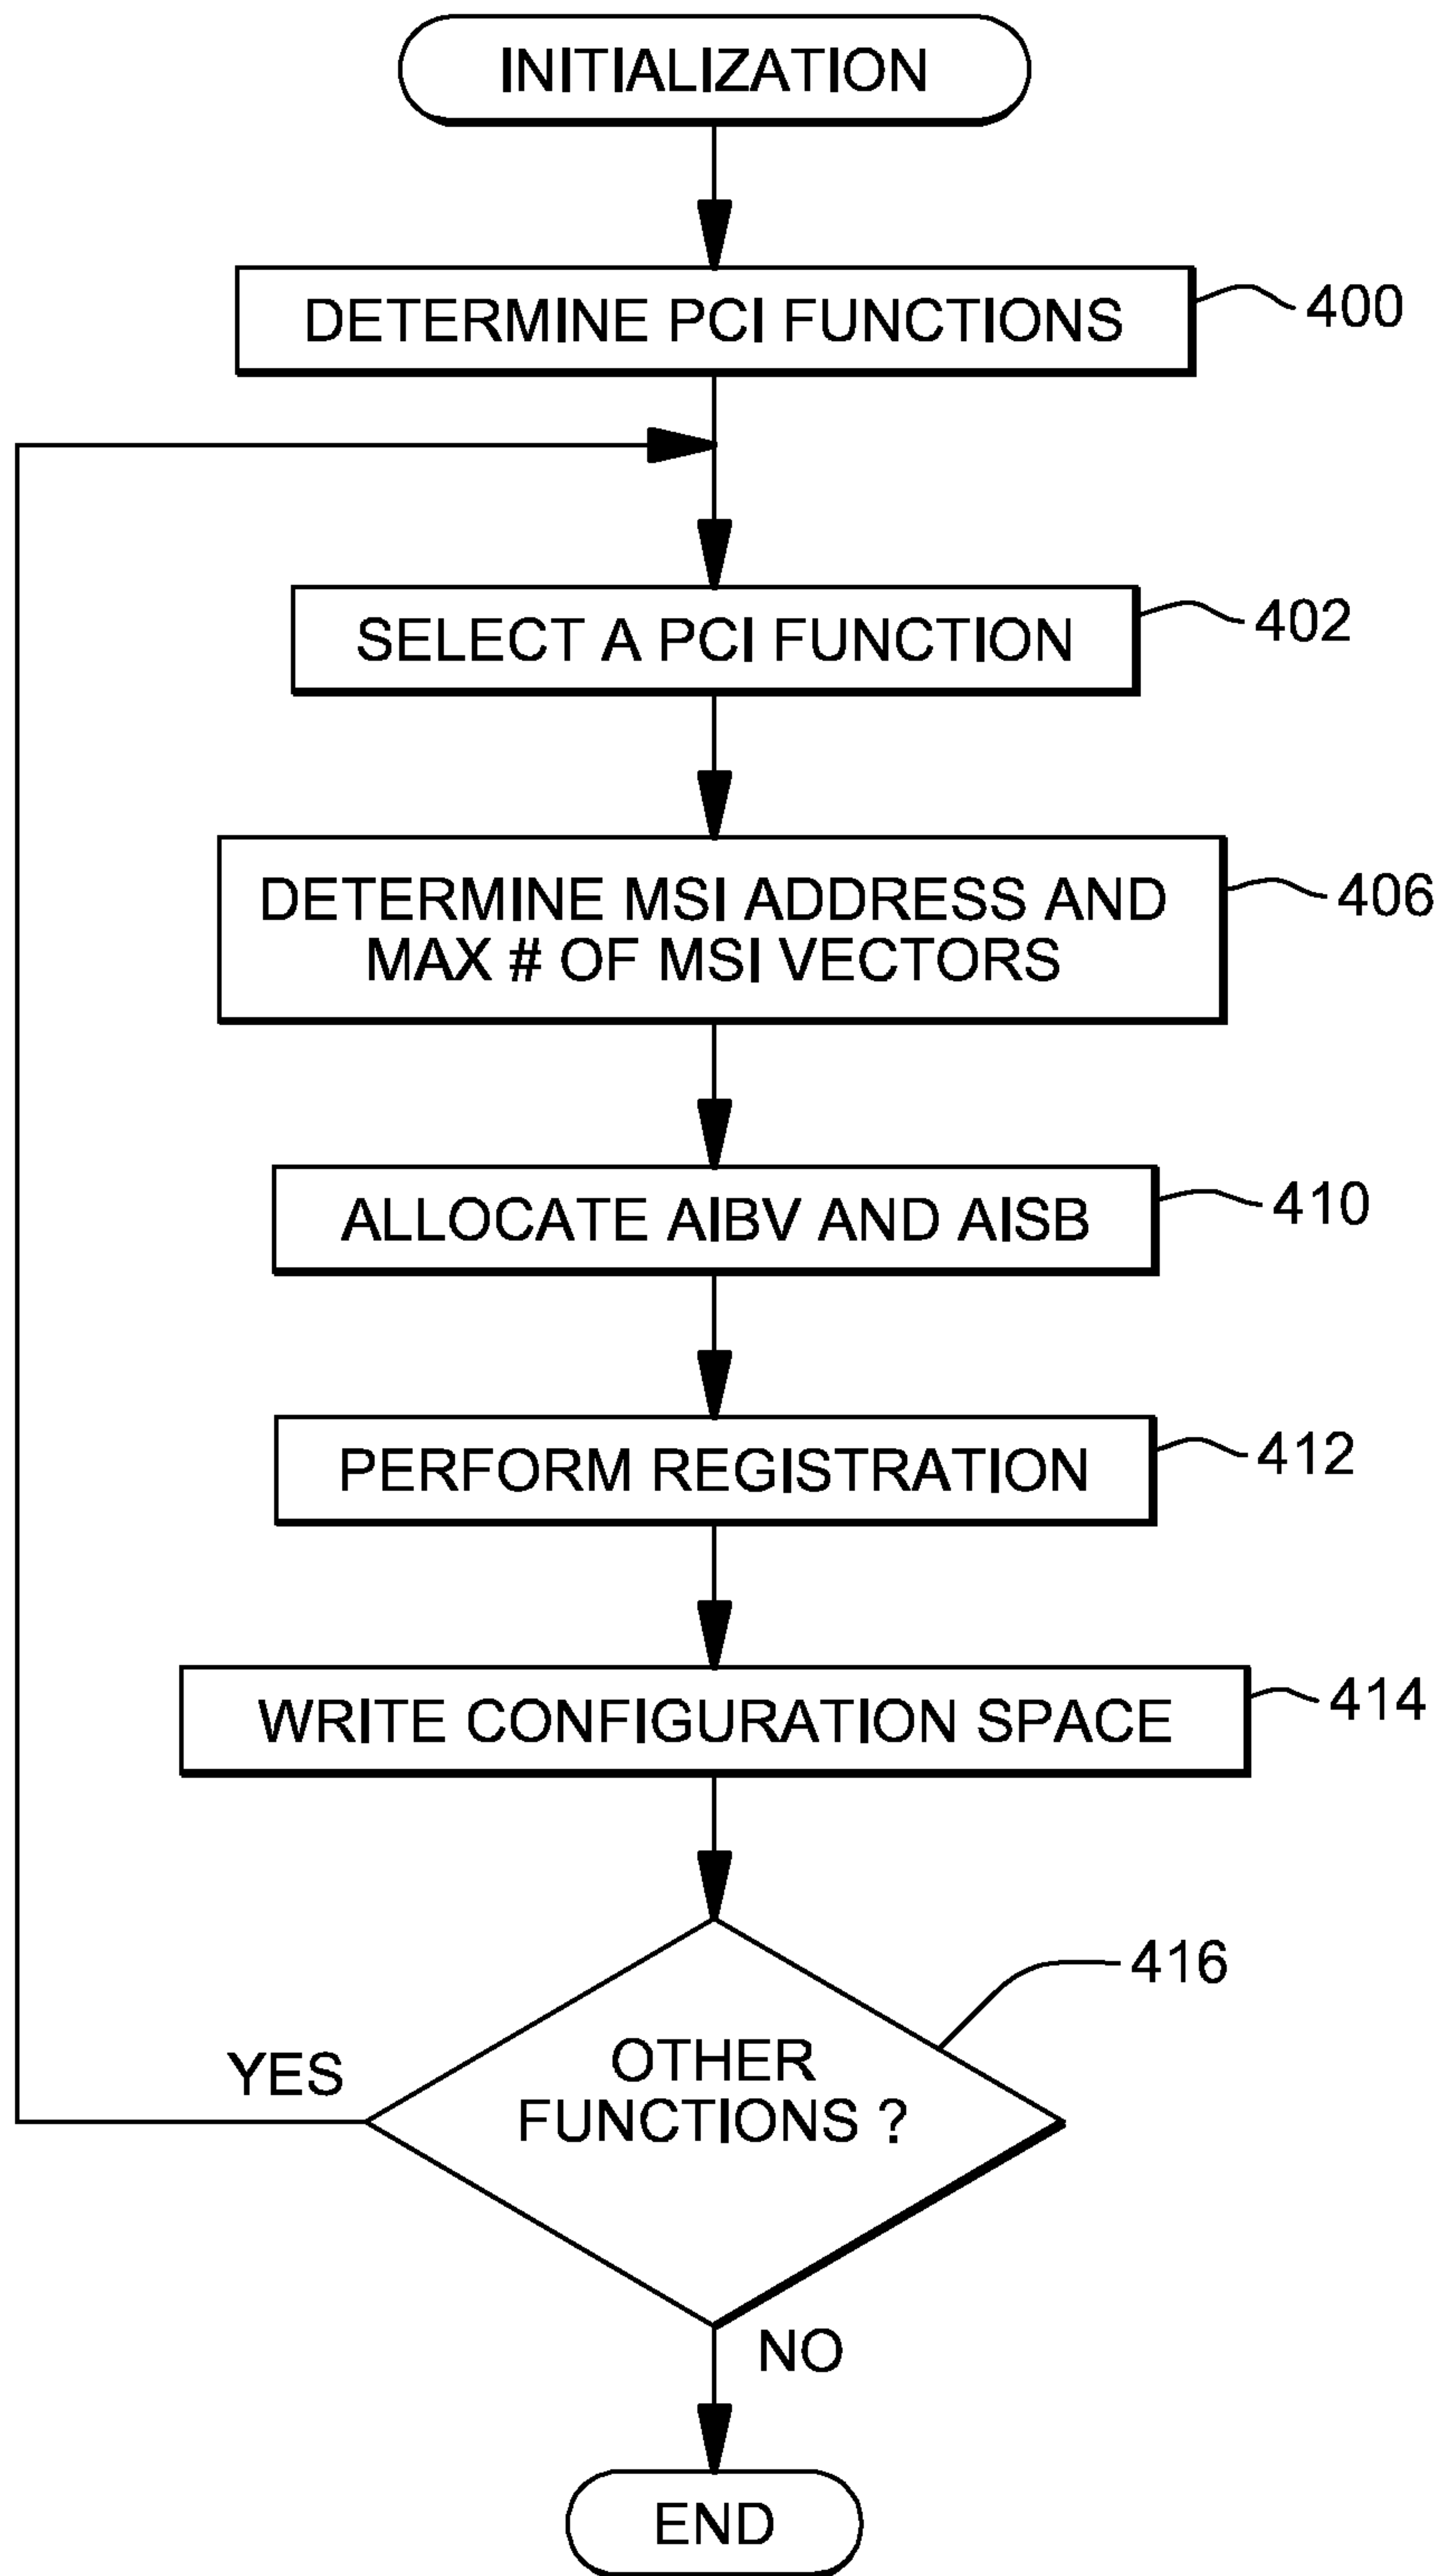 INITIALIZATION
DETERMINE PCI FUNCTIONS
400
SELECT A PCI FUNCTION
402
DETERMINE MSI ADDRESS AND
MAX # OF MSI VECTORS
406
ALLOCATE AIBV AND AISB
410
PERFORM REGISTRATION
412
WRITE CONFIGURATION SPACE
414
416
OTHER
FUNCTIONS ?
YES
NO
END